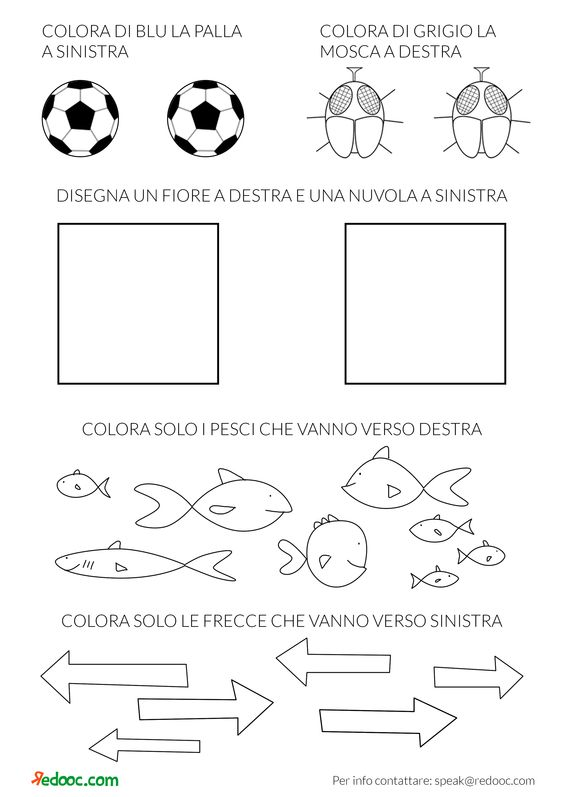 COLORA DI BLU LA PALLA
A SINISTRA
COLORA DI GRIGIO LA
MOSCA A DESTRA
DISEGNA UN FIORE A DESTRA E UNA NUVOLA A SINISTRA
COLORA SOLO I PESCI CHE VANNO VERSO DESTRA
COLORA SOLO LE FRECCE CHE VANNO VERSO SINISTRA
Redooc.com
Per info contattare: speak@redooc.com